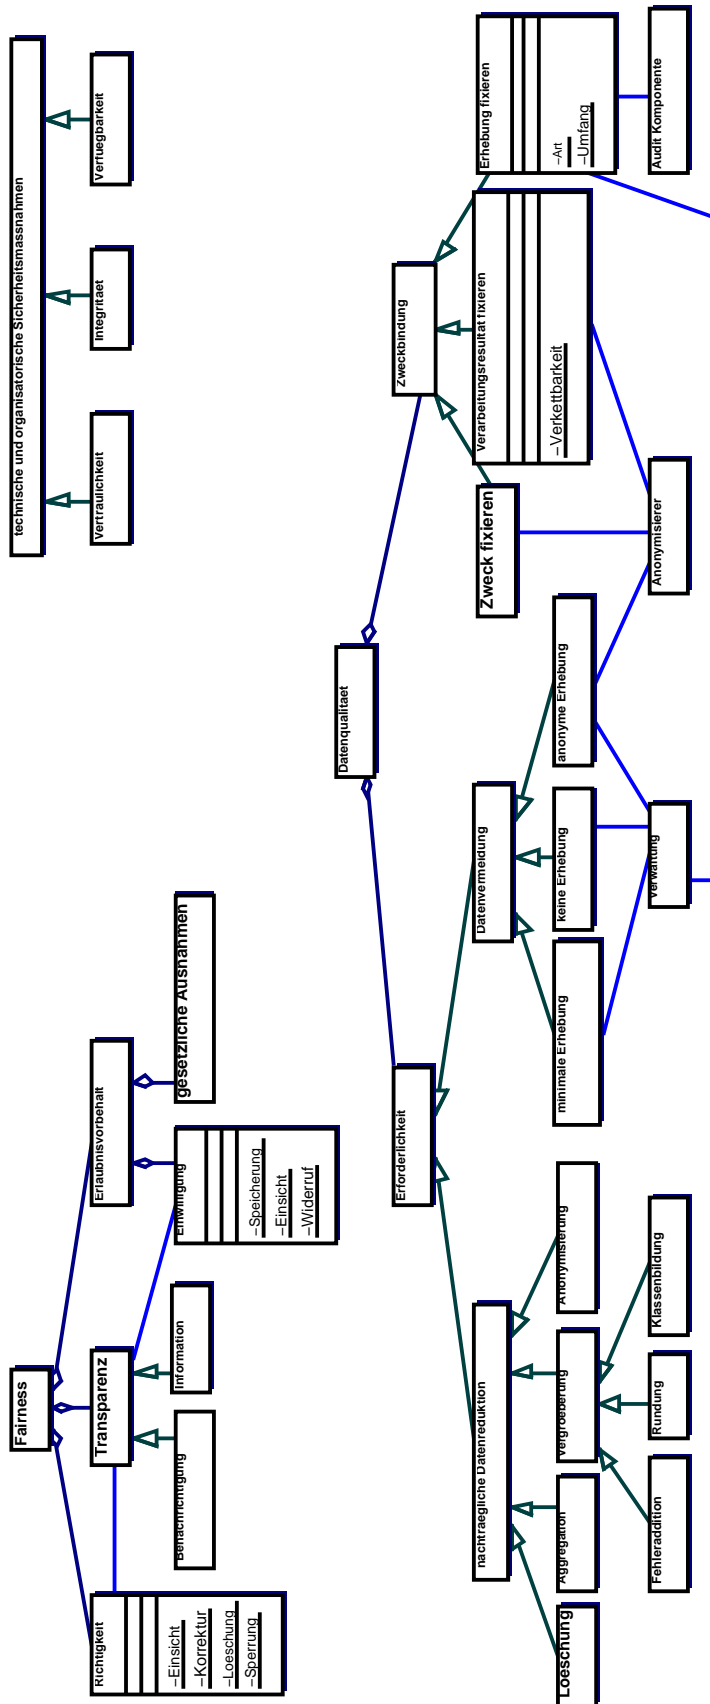 Fairness
technische und organisatorische Sicherheitsmassnahmen
Richtigkeit
–Einsicht
–Korrektur
–Loeschung
–Sperrung
Transparenz
Erlaubnisvorbehalt
Vertraulichkeit
Integritaet
Verfuegbarkeit
Benachrichtigung
Information
Einwilligung
–Speicherung
–Einsicht
–Widerruf
gesetzliche Ausnahmen
Datenqualitaet
Erforderlichkeit
Zweckbindung
nachtraegliche Datenreduktion
Datenvermeidung
Zweck fixieren
Verarbeitungsresultat fixieren
–Verkettbarkeit
Erhebung fixieren
–Art
–Umfang
Loeschung
Aggregation
Vergroeberung
Anonymisierung
minimale Erhebung
keine Erhebung
anonyme Erhebung
Fehleraddition
Rundung
Klassenbildung
Verwaltung
Anonymisierer
Audit Komponente